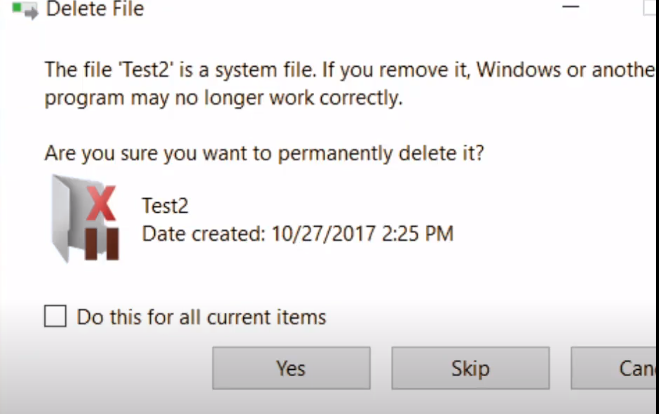 Delete File
The file 'Test2' is a system file. If you remove it, Windows or anothe
program may no longer work correctly.
Are you sure you want to permanently delete it?
Test2
Date created: 10/27/2017 2:25 PM
Do this for all current items
Yes
Skip
Can